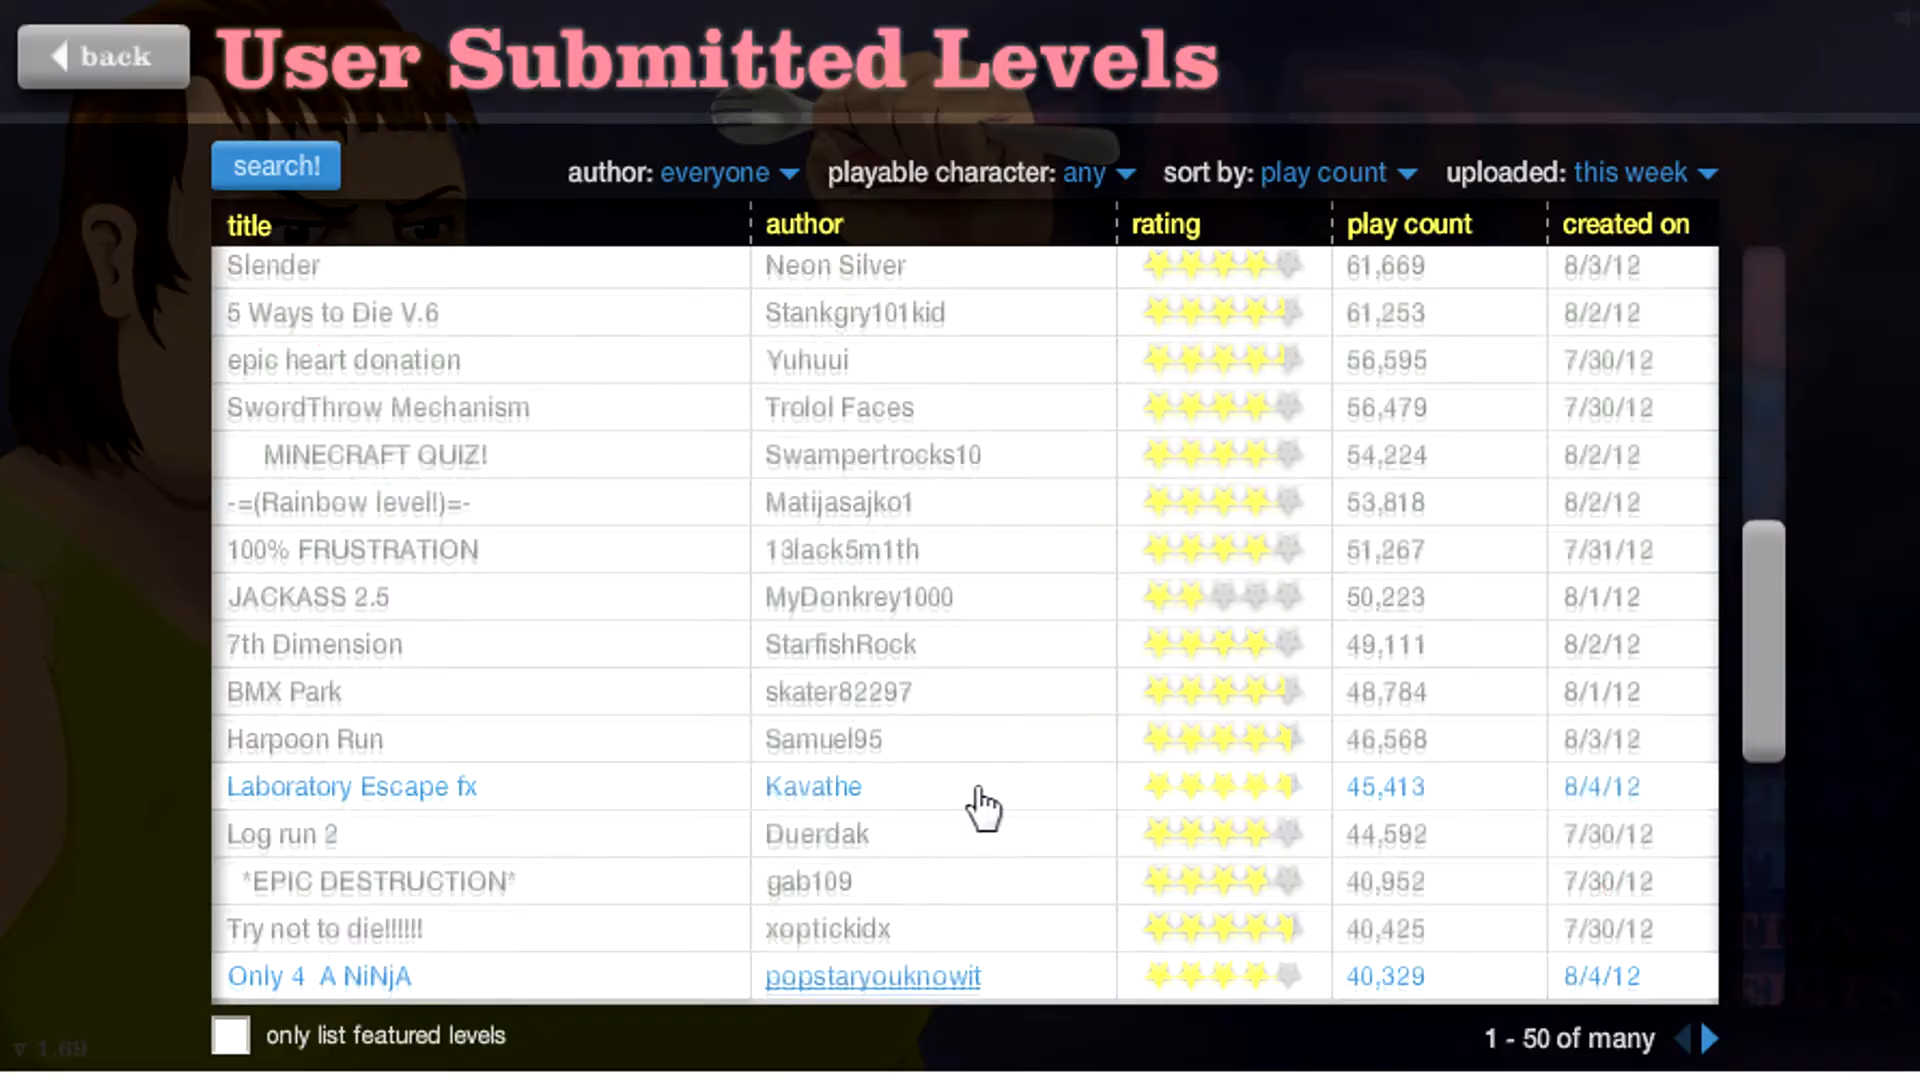 back
User Submitted Levels
search!
author: everyone playable character: any sort by: play count uploaded: this week
title author rating play count created on
Slender Neon Silver 61,669 8/3/12
5 Ways to Die V.6 Stankgry101kid 61,253 8/2/12
epic heart donation Yuhuui 56,595 7/30/12
SwordThrow Mechanism Trolol Faces 56,479 7/30/12
MINECRAFT QUIZ! Swampertrocks10 54,224 8/2/12
-=(Rainbow level!)=- Matijasajko1 53,818 8/2/12
100% FRUSTRATION 13lack5m1th 51,267 7/31/12
JACKASS 2.5 MyDonkrey1000 50,223 8/1/12
7th Dimension StarfishRock 49,111 8/2/12
BMX Park skater82297 48,784 8/1/12
Harpoon Run Samuel95 46,568 8/3/12
Laboratory Escape fx Kavathe 45,413 8/4/12
Log run 2 Duerdak 44,592 7/30/12
*EPIC DESTRUCTION* gab109 40,952 7/30/12
Try not to die!!!!!! xoptickidx 40,425 7/30/12
Only 4 A NiNjA popstaryouknowit 40,329 8/4/12
only list featured levels
1 - 50 of many
v 1.69